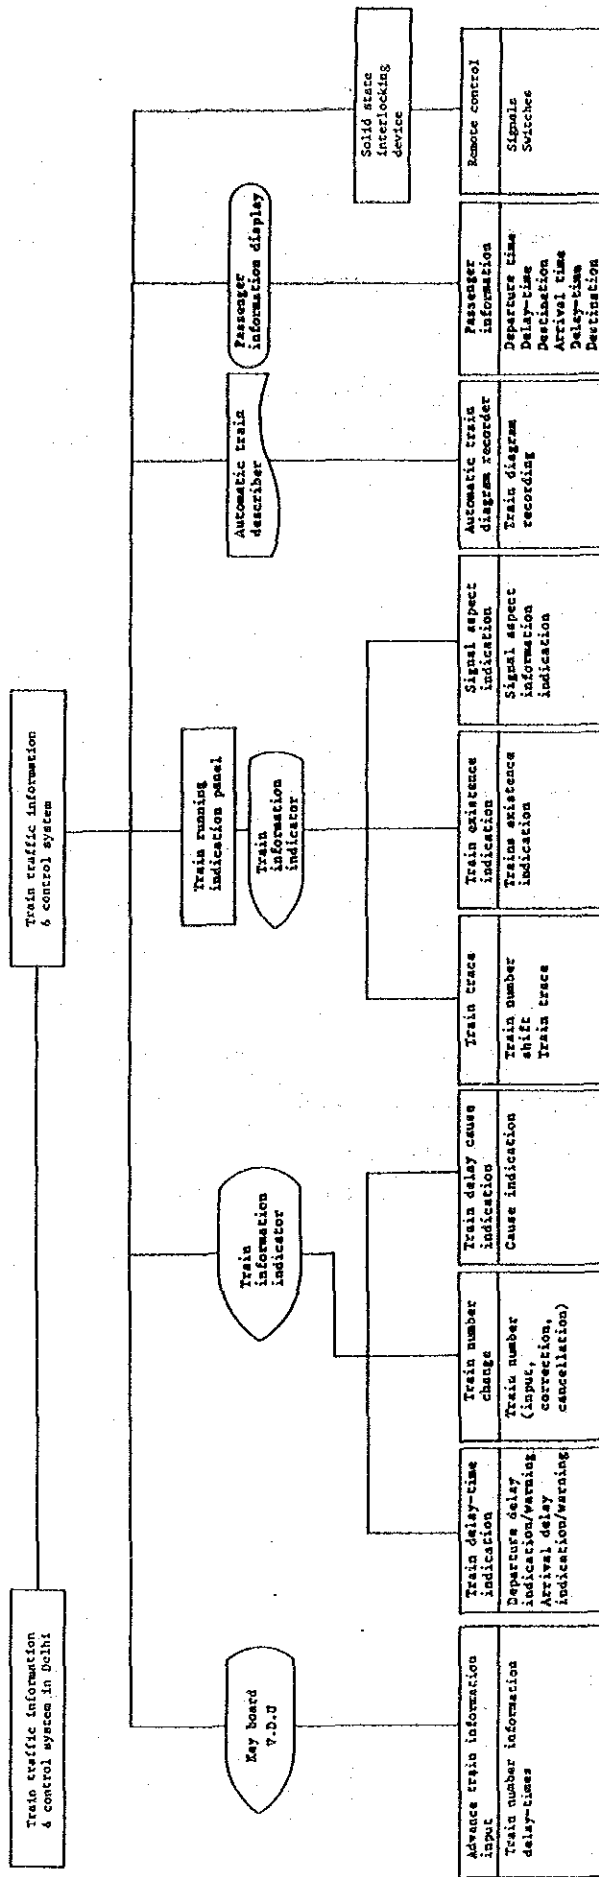 Train traffic information
& control system in Delhi
Train traffic information
& control system
Key board
V.D.U
Train
information
indicator
Train running
indication panel
Train
information
indicator
Automatic train
describer
Passenger
information display
Solid state
interlocking
device
Advance train information
input
Train number information
delay-times
Train delay-time
indication
Departure delay
indication/warning
Arrival delay
indication/warning
Train number
change
Train number
(input,
correction,
cancellation)
Train delay cause
indication
Cause indication
Train trace
Train number
shift
Train trace
Train existence
indication
Trains existence
indication
Signal aspect
indication
Signal aspect
information
indication
Automatic train
diagram recorder
Train diagram
recording
Passenger
information
Departure time
Delay-time
Destination
Arrival time
Delay-time
Destination
Remote control
Signals
Switches